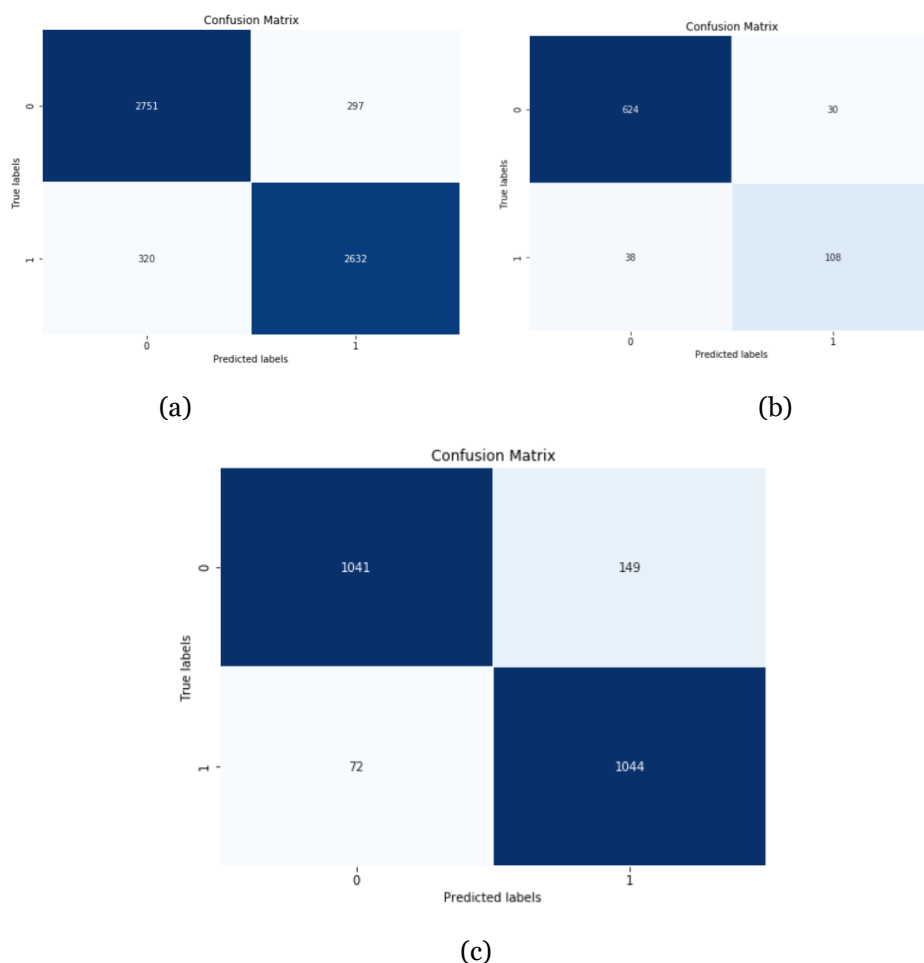 Confusion Matrix
0
2751
297
True labels
1
320
2632
0
1
Predicted labels
(a)
Confusion Matrix
0
624
30
True labels
1
38
108
0
1
Predicted labels
(b)
Confusion Matrix
0
1041
149
True labels
1
72
1044
0
1
Predicted labels
(c)